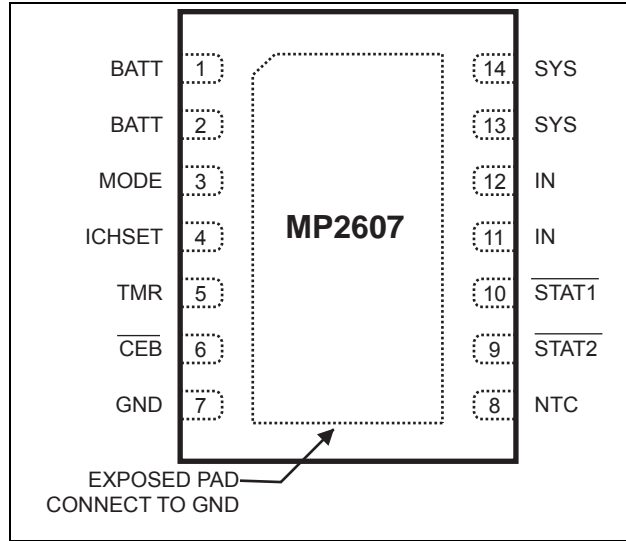 BATT 1 14 SYS
BATT 2 13 SYS
MODE 3 12 IN
MP2607
ICHSET 4 11 IN
TMR 5 10 STAT1
CEB 6 9 STAT2
GND 7 8 NTC
EXPOSED PAD
CONNECT TO GND